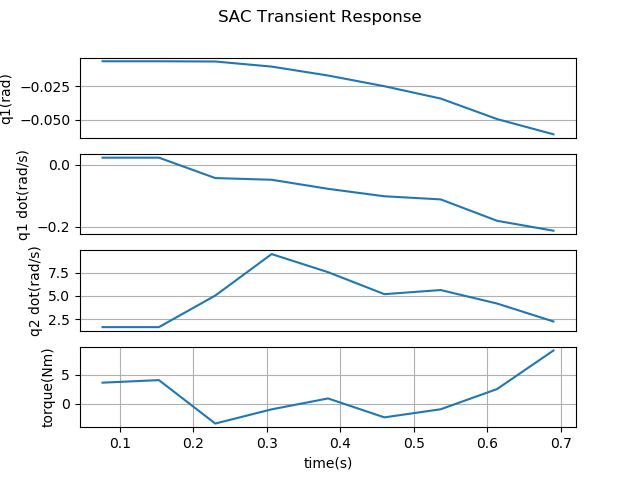 SAC Transient Response
−0.025
−0.050
q1(rad)
0.0
−0.2
q1 dot(rad/s)
7.5
5.0
2.5
q2 dot(rad/s)
5
0
torque(Nm)
0.1 0.2 0.3 0.4 0.5 0.6 0.7
time(s)